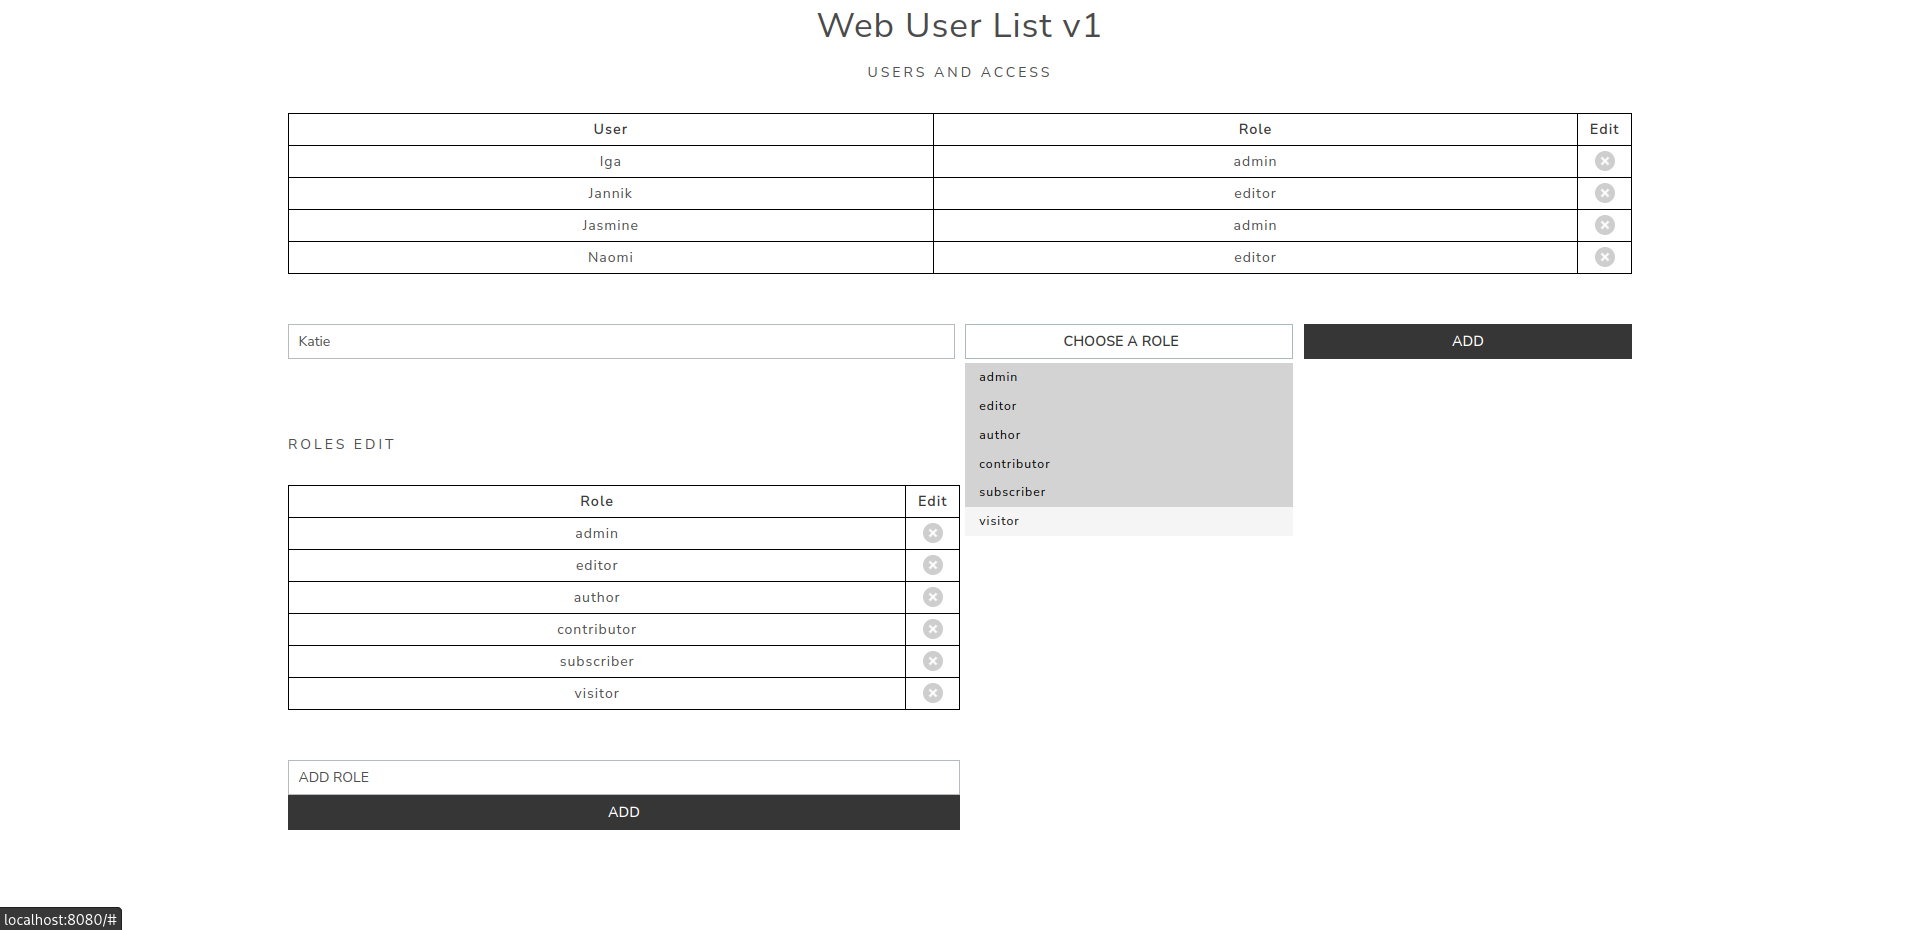 Web User List v1
USERS AND ACCESS
User Role Edit
Iga admin
Jannik editor
Jasmine admin
Naomi editor
Katie CHOOSE A ROLE ADD
admin
editor
author
contributor
subscriber
visitor
ROLES EDIT
Role Edit
admin
editor
author
contributor
subscriber
visitor
ADD ROLE
ADD
localhost:8080/#